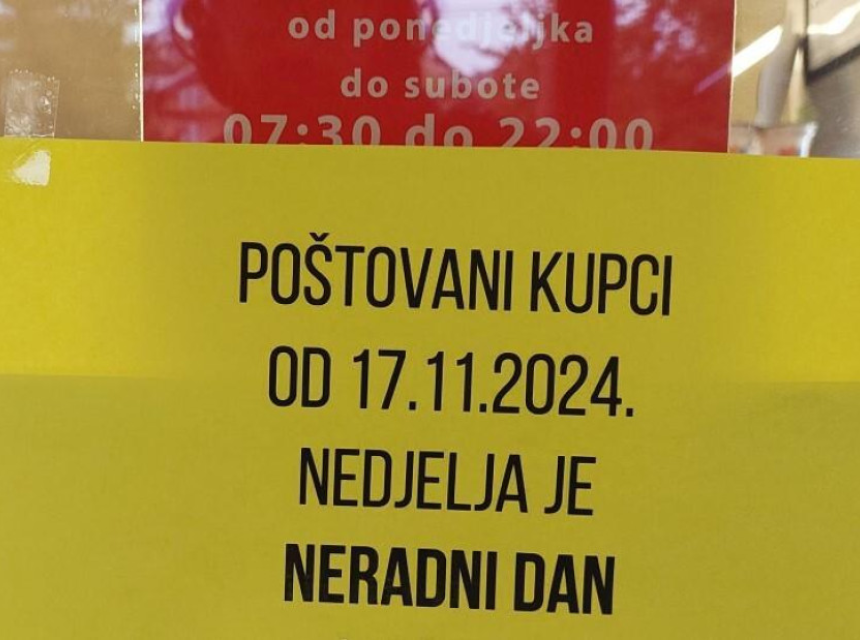 od ponedjeljka
do subote
07:30 do 22:00
POŠTOVANI KUPCI
OD 17.11.2024.
NEDJELJA JE
NERADNI DAN